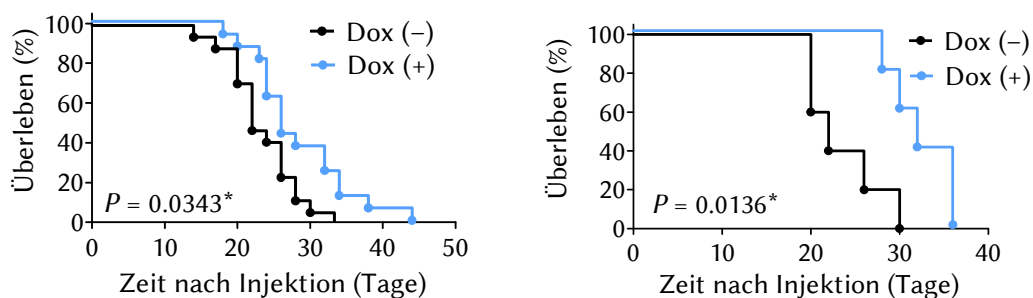 Überleben (%)
100
80
60
40
20
0
Dox (−)
Dox (+)
P = 0.0343*
0 10 20 30 40 50
Zeit nach Injektion (Tage)
Überleben (%)
100
80
60
40
20
0
Dox (−)
Dox (+)
P = 0.0136*
0 10 20 30 40
Zeit nach Injektion (Tage)